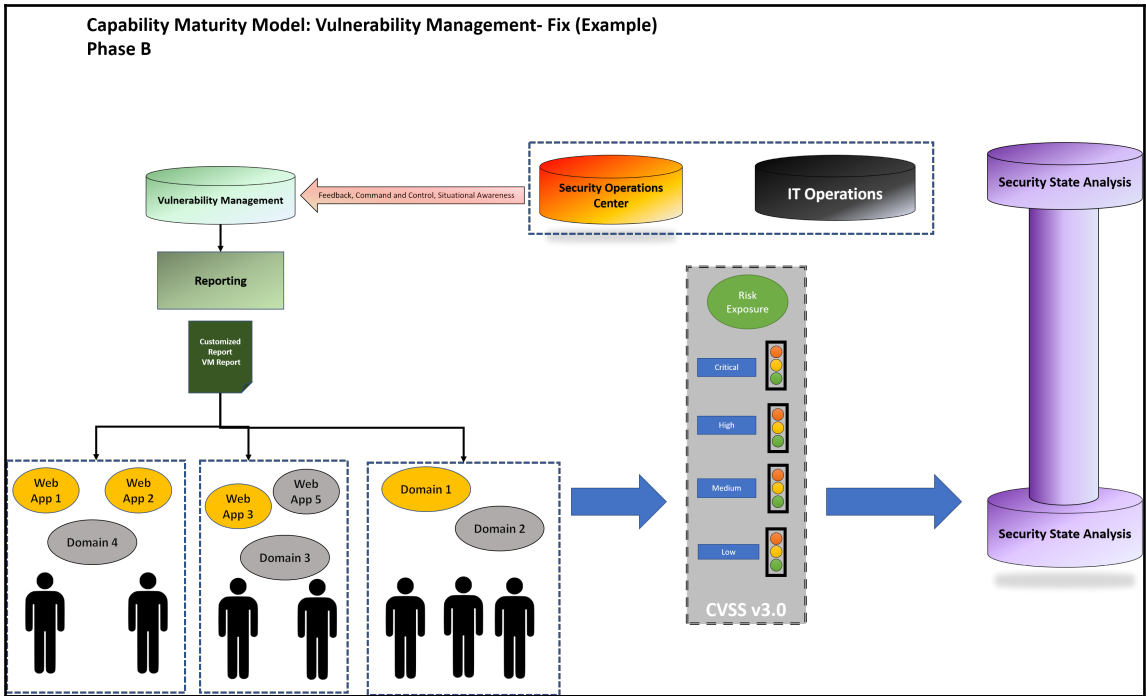 Capability Maturity Model: Vulnerability Management- Fix (Example)
Phase B
Vulnerability Management
Feedback, Command and Control, Situational Awareness
Security Operations
Center
IT Operations
Security State Analysis
Reporting
Customized
Report
VM Report
Risk
Exposure
Critical
High
Medium
Low
CVSS v3.0
Web
App 1
Web
App 2
Domain 4
Web
App 3
Web
App 5
Domain 3
Domain 1
Domain 2
Security State Analysis